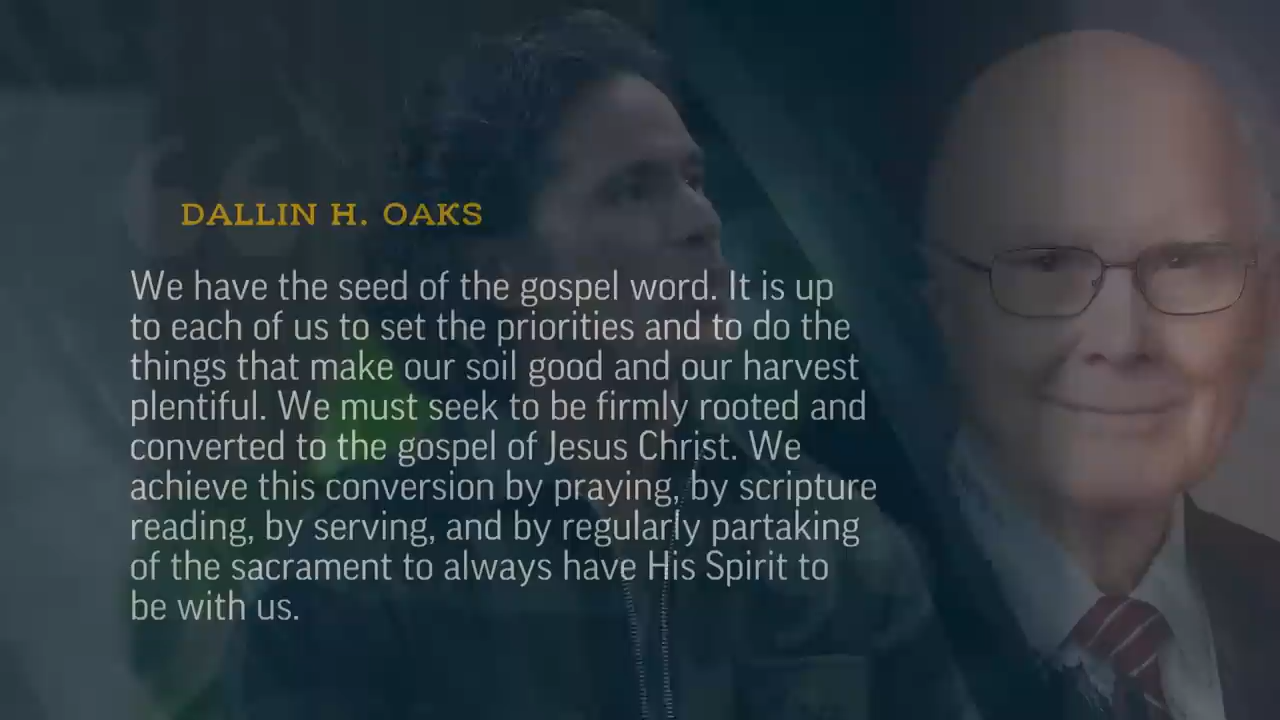 DALLIN H. OAKS
We have the seed of the gospel word. It is up
to each of us to set the priorities and to do the
things that make our soil good and our harvest
plentiful. We must seek to be firmly rooted and
converted to the gospel of Jesus Christ. We
achieve this conversion by praying, by scripture
reading, by serving, and by regularly partaking
of the sacrament to always have His Spirit to
be with us.